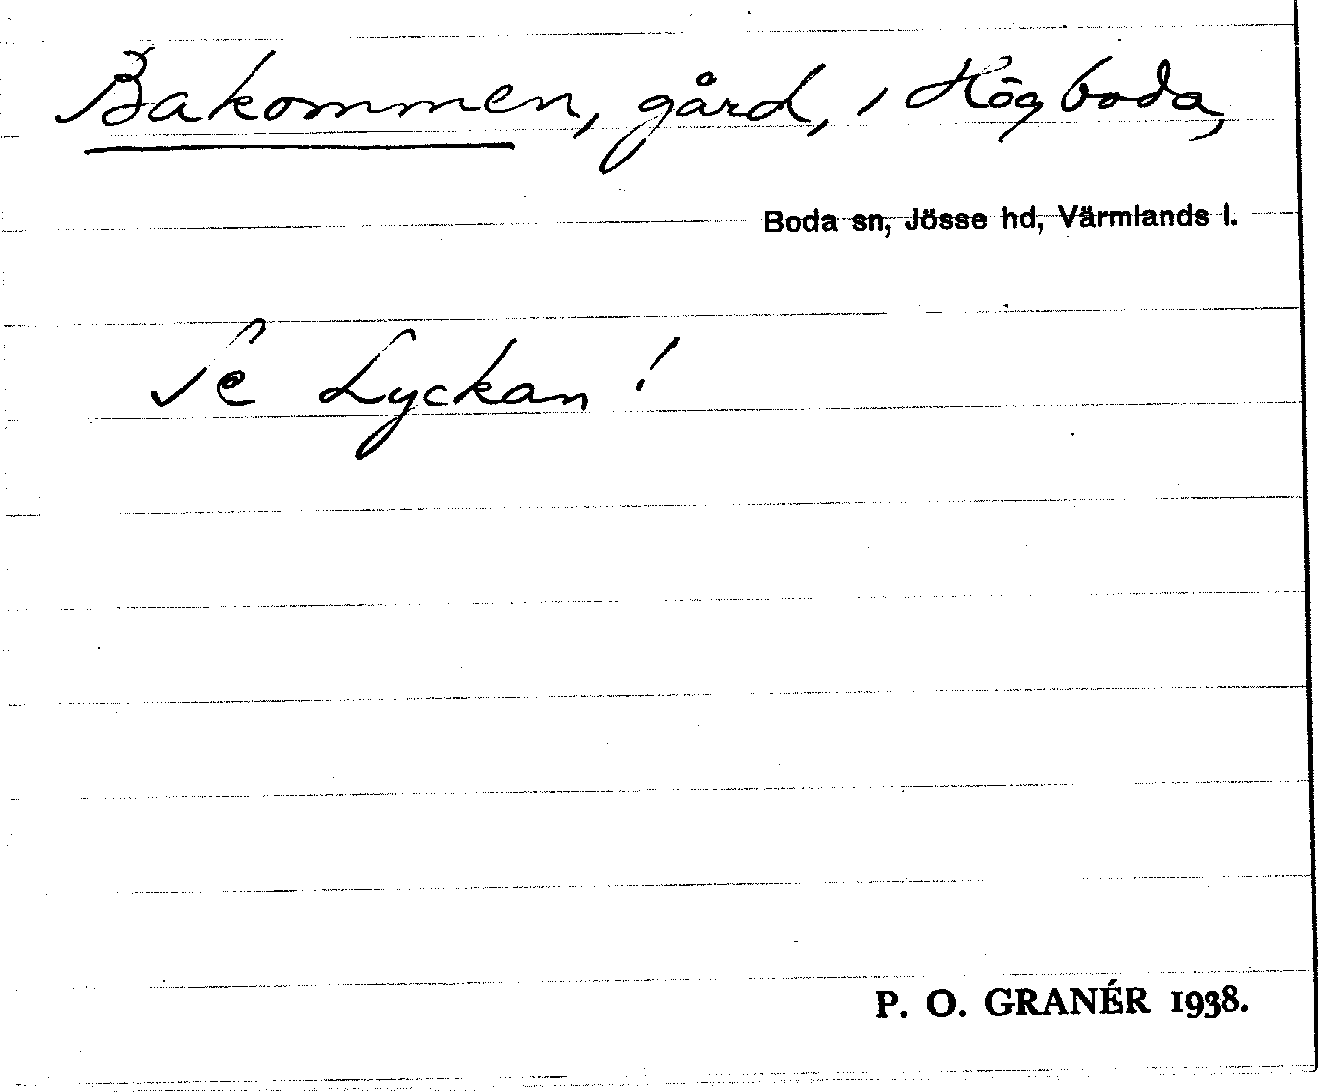 Bakommen, gård, i Högboda,
Boda sn, Jösse hd, Värmlands l.
Se Lyckan!
P. O. GRANÉR 1938.